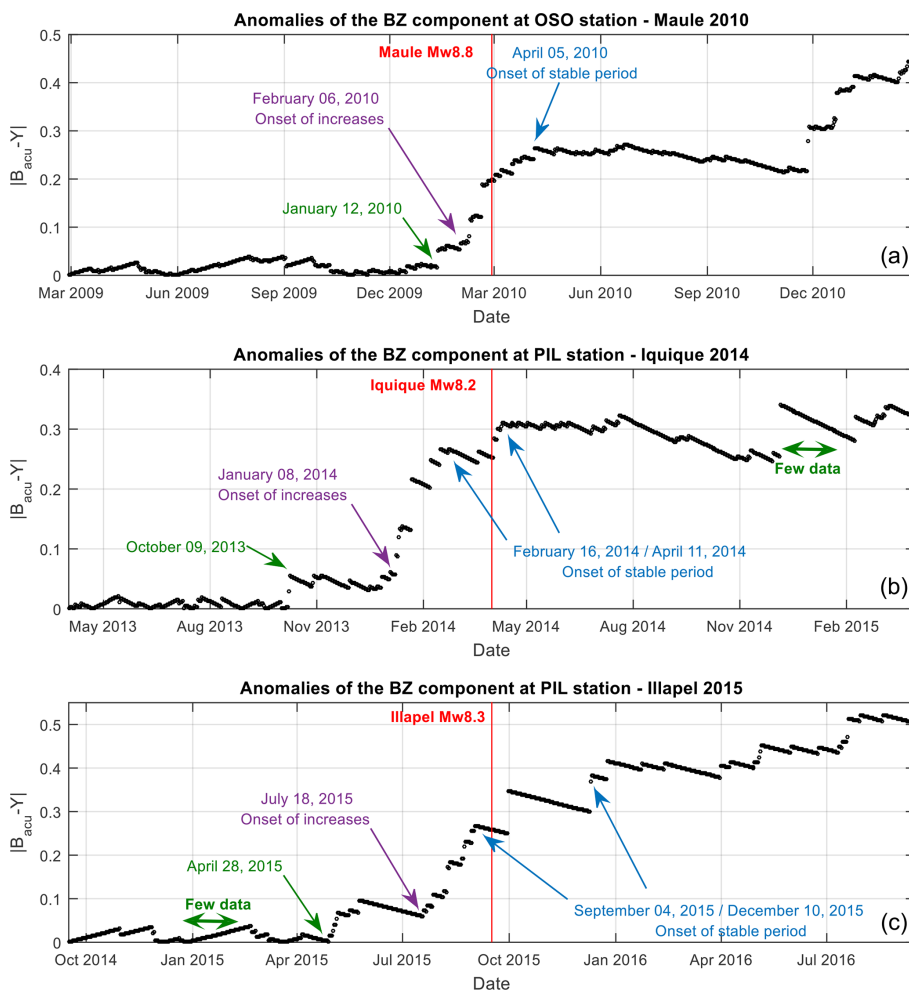 Anomalies of the BZ component at OSO station - Maule 2010
0.5
0.4
0.3
0.2
0.1
0
|B_acu-Y|
Maule Mw8.8
April 05, 2010
Onset of stable period
February 06, 2010
Onset of increases
January 12, 2010
(a)
Mar 2009 Jun 2009 Sep 2009 Dec 2009 Mar 2010 Jun 2010 Sep 2010 Dec 2010
Date
Anomalies of the BZ component at PIL station - Iquique 2014
0.4
0.3
0.2
0.1
0
|B_acu-Y|
Iquique Mw8.2
January 08, 2014
Onset of increases
October 09, 2013
Few data
February 16, 2014 / April 11, 2014
Onset of stable period
(b)
May 2013 Aug 2013 Nov 2013 Feb 2014 May 2014 Aug 2014 Nov 2014 Feb 2015
Date
Anomalies of the BZ component at PIL station - Illapel 2015
0.5
0.4
0.3
0.2
0.1
0
|B_acu-Y|
Illapel Mw8.3
July 18, 2015
Onset of increases
April 28, 2015
Few data
September 04, 2015 / December 10, 2015
Onset of stable period
(c)
Oct 2014 Jan 2015 Apr 2015 Jul 2015 Oct 2015 Jan 2016 Apr 2016 Jul 2016
Date